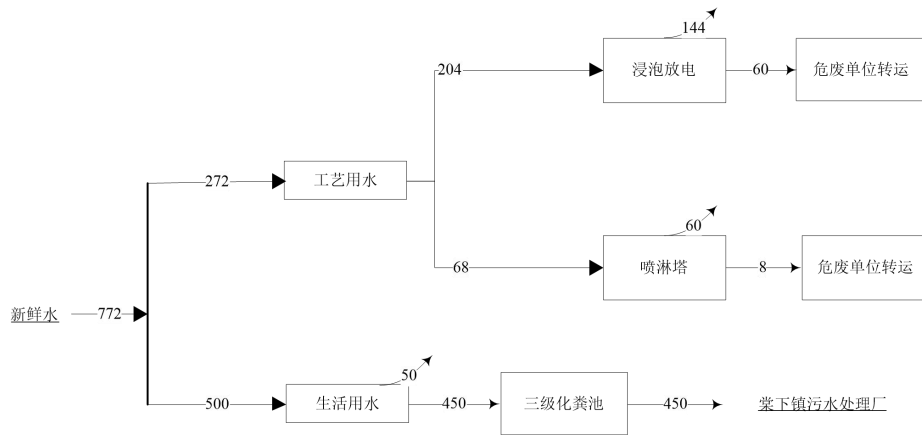 144
204
浸泡放电
60
危废单位转运
272
工艺用水
60
68
喷淋塔
8
危废单位转运
新鲜水
772
50
500
生活用水
450
三级化粪池
450
棠下镇污水处理厂